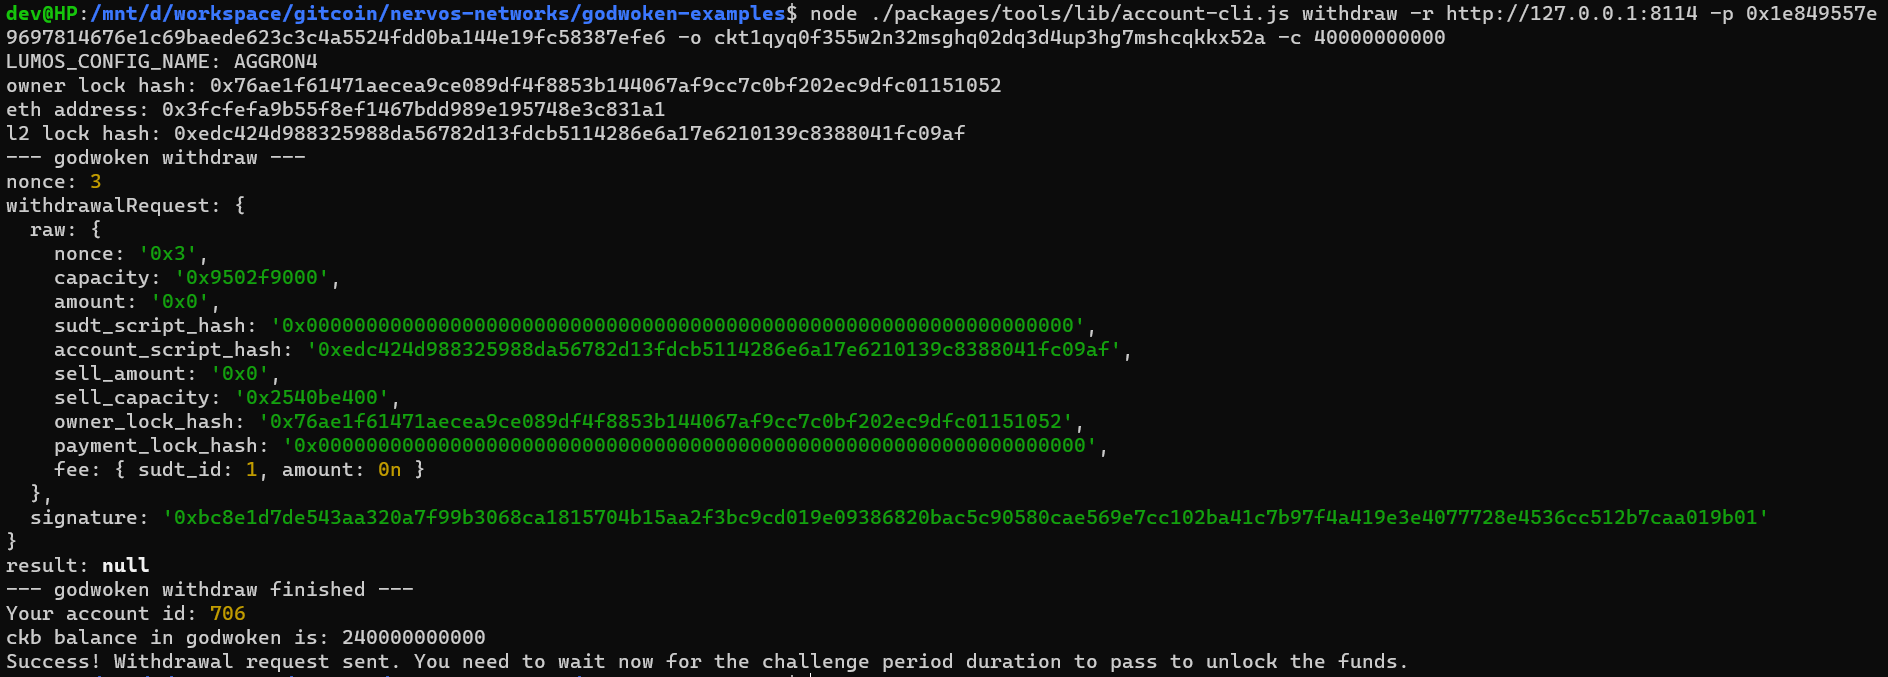 dev@HP:/mnt/d/workspace/gitcoin/nervos-networks/godwoken-examples$ node ./packages/tools/lib/account-cli.js withdraw -r http://127.0.0.1:8114 -p 0x1e849557e
9697814676e1c69baede623c3c4a5524fdd0ba144e19fc58387efe6 -o ckt1qyq0f355w2n32msghq02dq3d4up3hg7mshcqkkx52a -c 40000000000
LUMOS_CONFIG_NAME: AGGRON4
owner lock hash: 0x76ae1f61471aecea9ce089df4f8853b144067af9cc7c0bf202ec9dfc01151052
eth address: 0x3fcfefa9b55f8ef1467bdd989e195748e3c831a1
l2 lock hash: 0xedc424d988325988da56782d13fdcb5114286e6a17e6210139c8388041fc09af
--- godwoken withdraw ---
nonce: 3
withdrawalRequest: {
  raw: {
    nonce: '0x3',
    capacity: '0x9502f9000',
    amount: '0x0',
    sudt_script_hash: '0x0000000000000000000000000000000000000000000000000000000000000000',
    account_script_hash: '0xedc424d988325988da56782d13fdcb5114286e6a17e6210139c8388041fc09af',
    sell_amount: '0x0',
    sell_capacity: '0x2540be400',
    owner_lock_hash: '0x76ae1f61471aecea9ce089df4f8853b144067af9cc7c0bf202ec9dfc01151052',
    payment_lock_hash: '0x0000000000000000000000000000000000000000000000000000000000000000',
    fee: { sudt_id: 1, amount: 0n }
  },
  signature: '0xbc8e1d7de543aa320a7f99b3068ca1815704b15aa2f3bc9cd019e09386820bac5c90580cae569e7cc102ba41c7b97f4a419e3e4077728e4536cc512b7caa019b01'
}
result: null
--- godwoken withdraw finished ---
Your account id: 706
ckb balance in godwoken is: 240000000000
Success! Withdrawal request sent. You need to wait now for the challenge period duration to pass to unlock the funds.